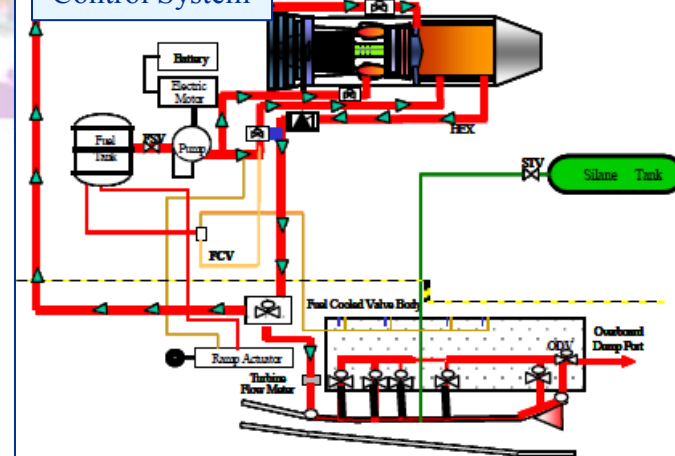 Control System
Battery
Electric
Motor
Fuel
Tank
FSV
Pump
HEX
STV
Silane Tank
FCV
Fuel Cooled Valve Body
Overboard
Dump Port
ODV
Ramp Actuator
Turbine
Flow Meter